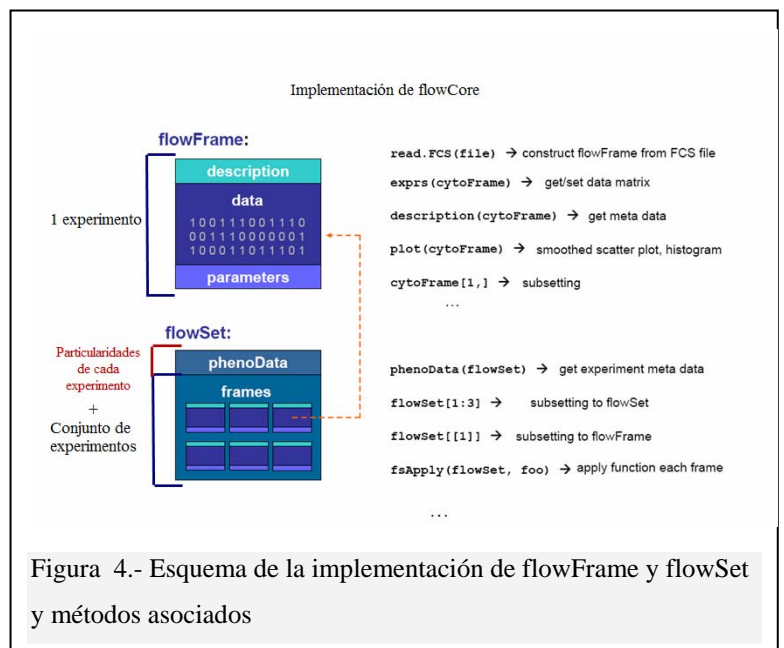 Implementación de flowCore
flowFrame:
1 experimento
description
data
100111001110
001110000001
100011011101
parameters
read.FCS(file) → construct flowFrame from FCS file
exprs(cytoFrame) → get/set data matrix
description(cytoFrame) → get meta data
plot(cytoFrame) → smoothed scatter plot, histogram
cytoFrame[1,] → subsetting
...
flowSet:
Particularidades
de cada
experimento
+
Conjunto de
experimentos
phenoData
frames
phenoData(flowSet) → get experiment meta data
flowSet[1:3] → subsetting to flowSet
flowSet[[1]] → subsetting to flowFrame
fsApply(flowSet, foo) → apply function each frame
...
Figura 4.- Esquema de la implementación de flowFrame y flowSet
y métodos asociados